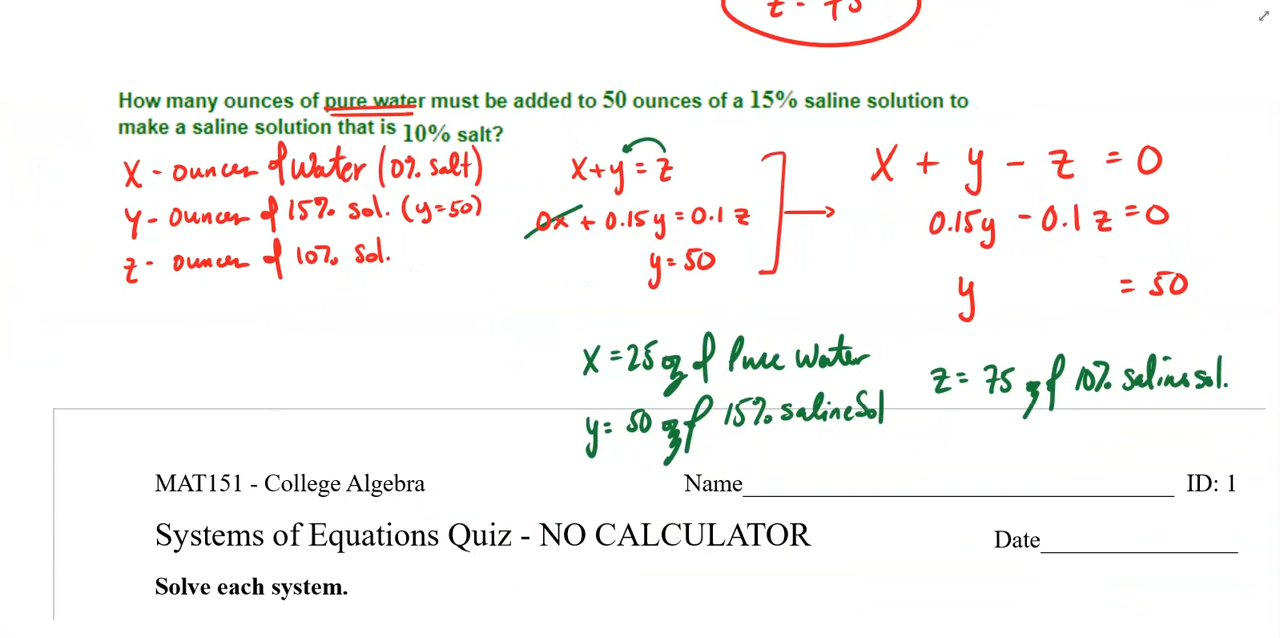 z = 75
How many ounces of pure water must be added to 50 ounces of a 15% saline solution to
make a saline solution that is 10% salt?
X - ounces of Water (0% salt)
Y - ounces of 15% sol. (y=50)
Z - ounces of 10% sol.
X + y = z
0x + 0.15y = 0.1 z
y = 50
X + y - z = 0
0.15y - 0.1 z = 0
y = 50
X = 25 oz of Pure Water
y = 50 oz of 15% saline Sol
z = 75 oz of 10% saline sol.
MAT151 - College Algebra Name ID: 1
Systems of Equations Quiz - NO CALCULATOR Date
Solve each system.